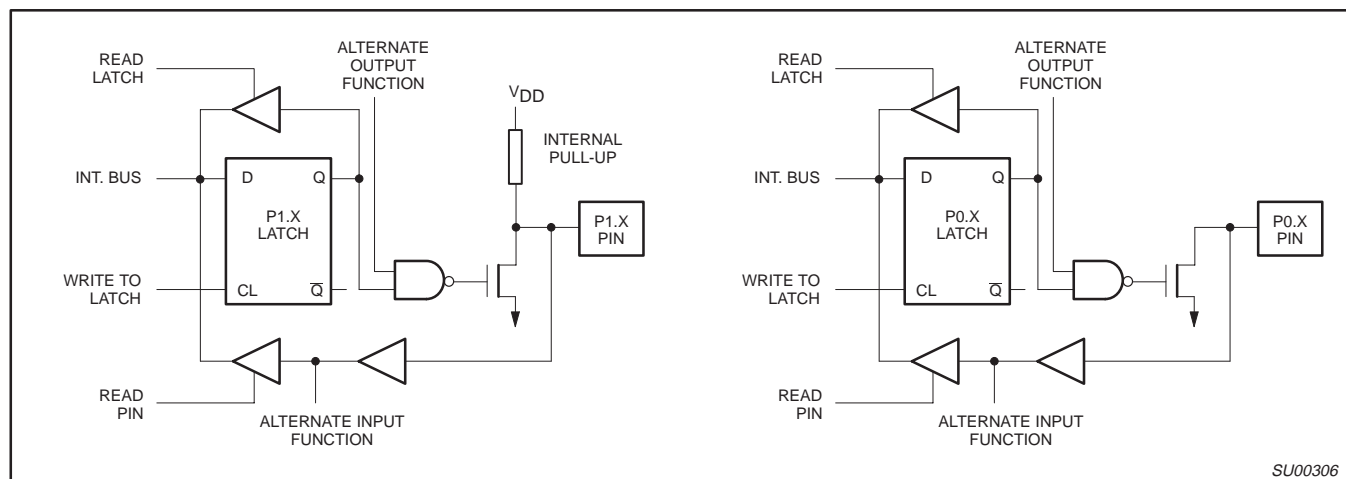 READ
LATCH
ALTERNATE
OUTPUT
FUNCTION
VDD
INTERNAL
PULL-UP
INT. BUS
D
Q
P1.X
LATCH
P1.X
PIN
WRITE TO
LATCH
CL
Q̅
READ
PIN
ALTERNATE INPUT
FUNCTION
READ
LATCH
ALTERNATE
OUTPUT
FUNCTION
INT. BUS
D
Q
P0.X
LATCH
P0.X
PIN
WRITE TO
LATCH
CL
Q̅
READ
PIN
ALTERNATE INPUT
FUNCTION
SU00306